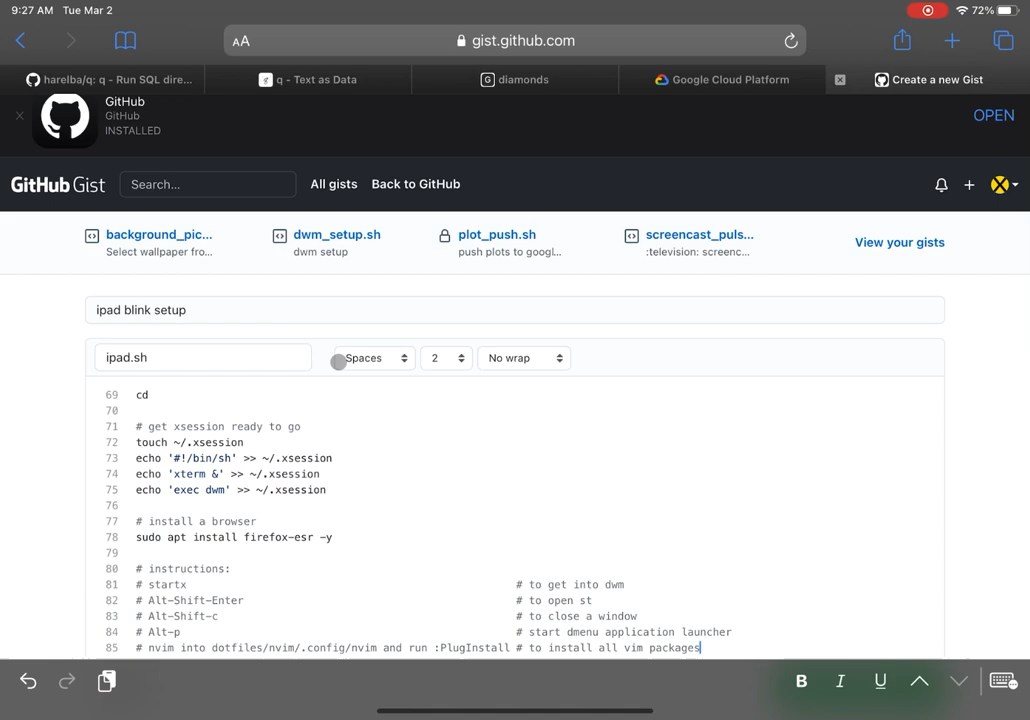 9:27 AM Tue Mar 2
72%
AA gist.github.com
harelba/q: q - Run SQL dire...
q - Text as Data
diamonds
Google Cloud Platform
Create a new Gist
GitHub
GitHub
INSTALLED
OPEN
GitHub Gist Search... All gists Back to GitHub
background_pic...
Select wallpaper fro...
dwm_setup.sh
dwm setup
plot_push.sh
push plots to googl...
screencast_puls...
:television: screenc...
View your gists
ipad blink setup
ipad.sh Spaces 2 No wrap
69 cd
70
71 # get xsession ready to go
72 touch ~/.xsession
73 echo '#!/bin/sh' >> ~/.xsession
74 echo 'xterm &' >> ~/.xsession
75 echo 'exec dwm' >> ~/.xsession
76
77 # install a browser
78 sudo apt install firefox-esr -y
79
80 # instructions:
81 # startx # to get into dwm
82 # Alt-Shift-Enter # to open st
83 # Alt-Shift-c # to close a window
84 # Alt-p # start dmenu application launcher
85 # nvim into dotfiles/nvim/.config/nvim and run :PlugInstall # to install all vim packages
B I U